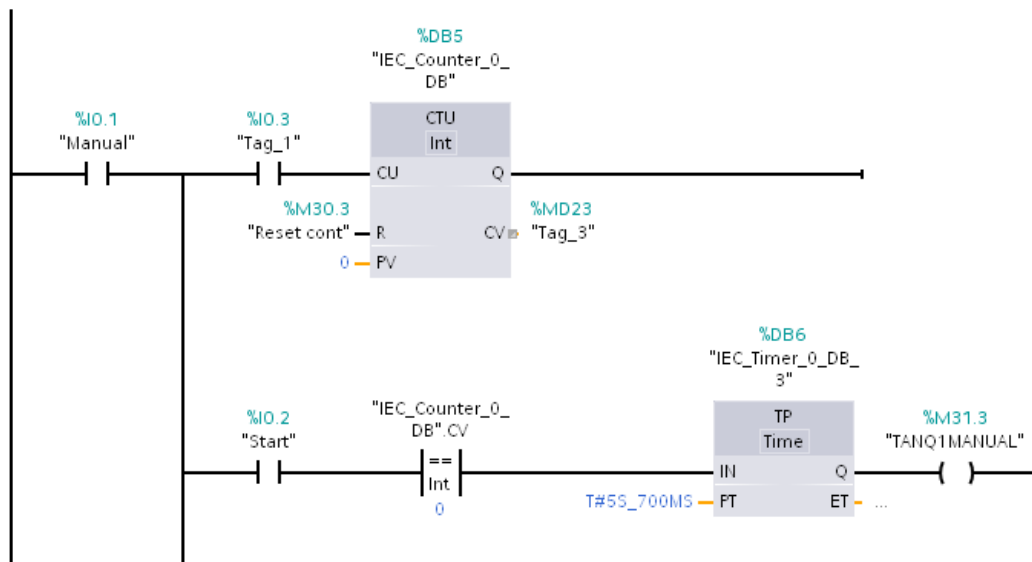 %DB5
"IEC_Counter_0_
DB"
%I0.1
"Manual"
%I0.3
"Tag_1"
CTU
Int
CU
Q
%M30.3
"Reset cont"
R
CV
%MD23
"Tag_3"
0
PV
%DB6
"IEC_Timer_0_DB_
3"
%I0.2
"Start"
"IEC_Counter_0_
DB".CV
==
Int
0
TP
Time
%M31.3
"TANQ1MANUAL"
IN
Q
T#5S_700MS
PT
ET
...